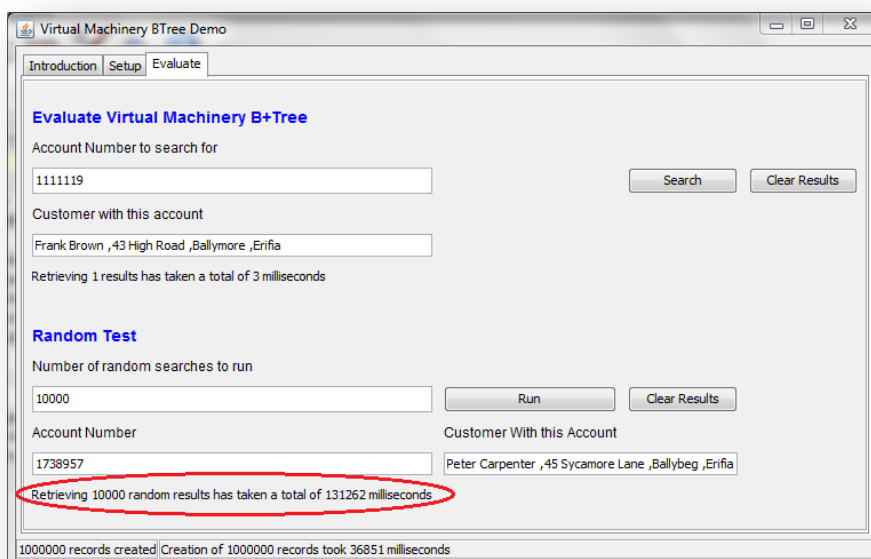 Virtual Machinery BTree Demo
Introduction Setup Evaluate
Evaluate Virtual Machinery B+Tree
Account Number to search for
1111119 Search Clear Results
Customer with this account
Frank Brown ,43 High Road ,Ballymore ,Erifia
Retrieving 1 results has taken a total of 3 milliseconds
Random Test
Number of random searches to run
10000 Run Clear Results
Account Number Customer With this Account
1738957 Peter Carpenter ,45 Sycamore Lane ,Ballybeg ,Erifia
Retrieving 10000 random results has taken a total of 131262 milliseconds
1000000 records created Creation of 1000000 records took 36851 milliseconds